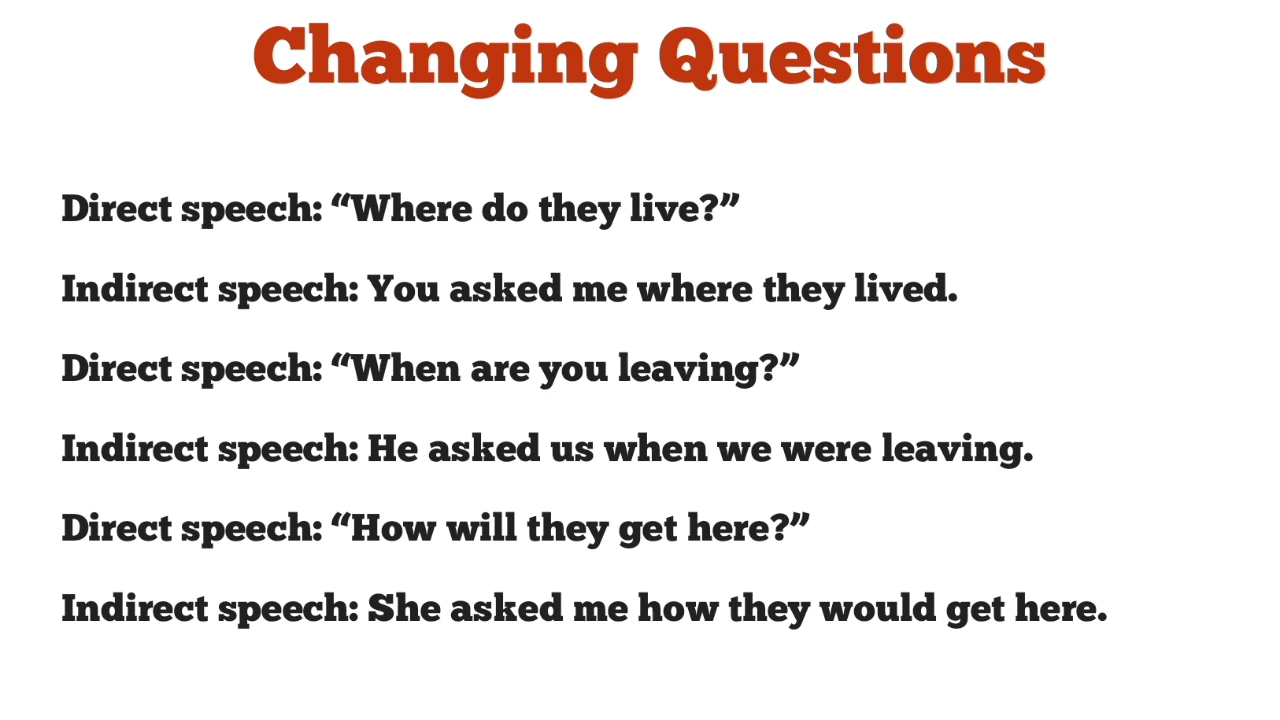 Changing Questions
Direct speech: “Where do they live?”
Indirect speech: You asked me where they lived.
Direct speech: “When are you leaving?”
Indirect speech: He asked us when we were leaving.
Direct speech: “How will they get here?”
Indirect speech: She asked me how they would get here.